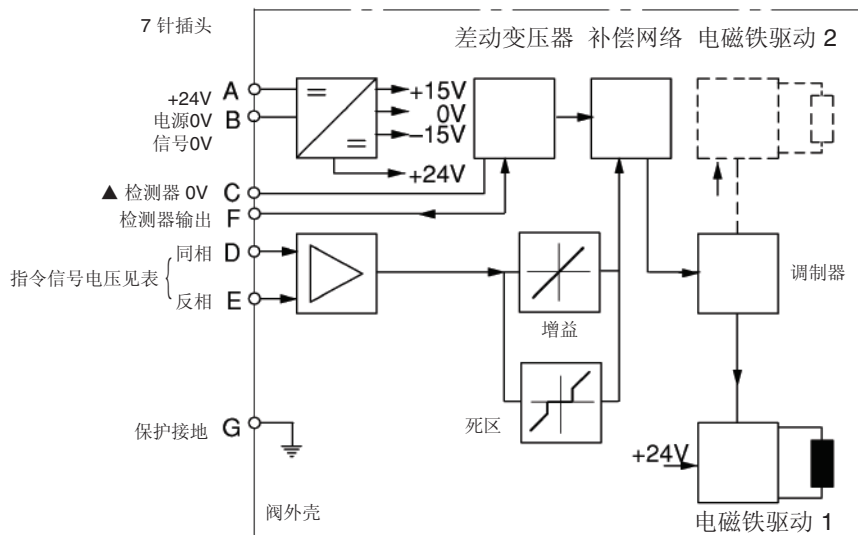 7 针插头
差动变压器 补偿网络 电磁铁驱动 2
+24V A
电源0V B
信号0V
+15V
0V
–15V
+24V
▲ 检测器 0V C
检测器输出 F
同相 D
指令信号电压见表
反相 E
增益
调制器
死区
保护接地 G
+24V
阀外壳
电磁铁驱动 1